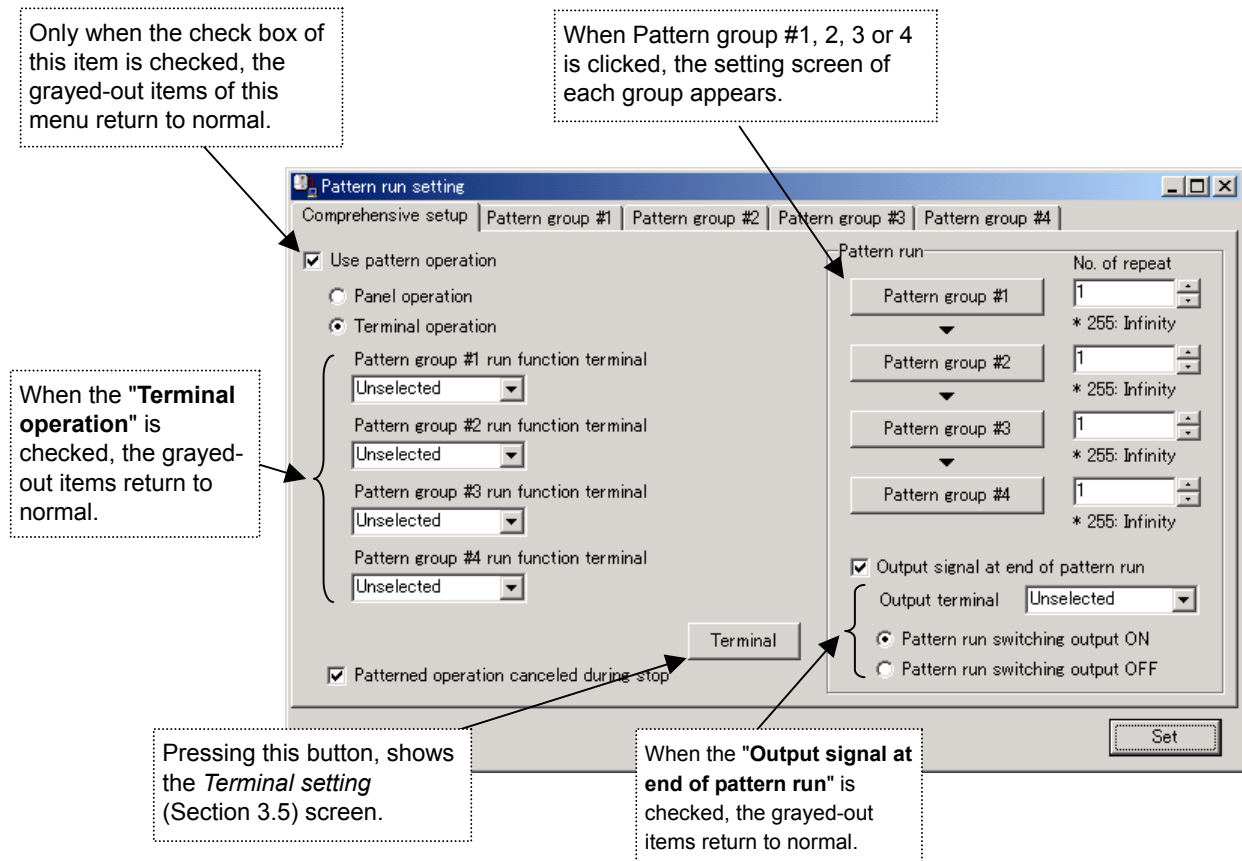 Only when the check box of
this item is checked, the
grayed-out items of this
menu return to normal.
When Pattern group #1, 2, 3 or 4
is clicked, the setting screen of
each group appears.
Pattern run setting
Comprehensive setup
Pattern group #1
Pattern group #2
Pattern group #3
Pattern group #4
Use pattern operation
Panel operation
Terminal operation
Pattern group #1 run function terminal
Unselected
Pattern group #2 run function terminal
Unselected
Pattern group #3 run function terminal
Unselected
Pattern group #4 run function terminal
Unselected
Terminal
Patterned operation canceled during stop
When the "Terminal
operation" is
checked, the grayed-
out items return to
normal.
Pattern run
No. of repeat
Pattern group #1
1
* 255: Infinity
Pattern group #2
1
* 255: Infinity
Pattern group #3
1
* 255: Infinity
Pattern group #4
1
* 255: Infinity
Output signal at end of pattern run
Output terminal
Unselected
Pattern run switching output ON
Pattern run switching output OFF
Set
Pressing this button, shows
the Terminal setting
(Section 3.5) screen.
When the "Output signal at
end of pattern run" is
checked, the grayed-out
items return to normal.